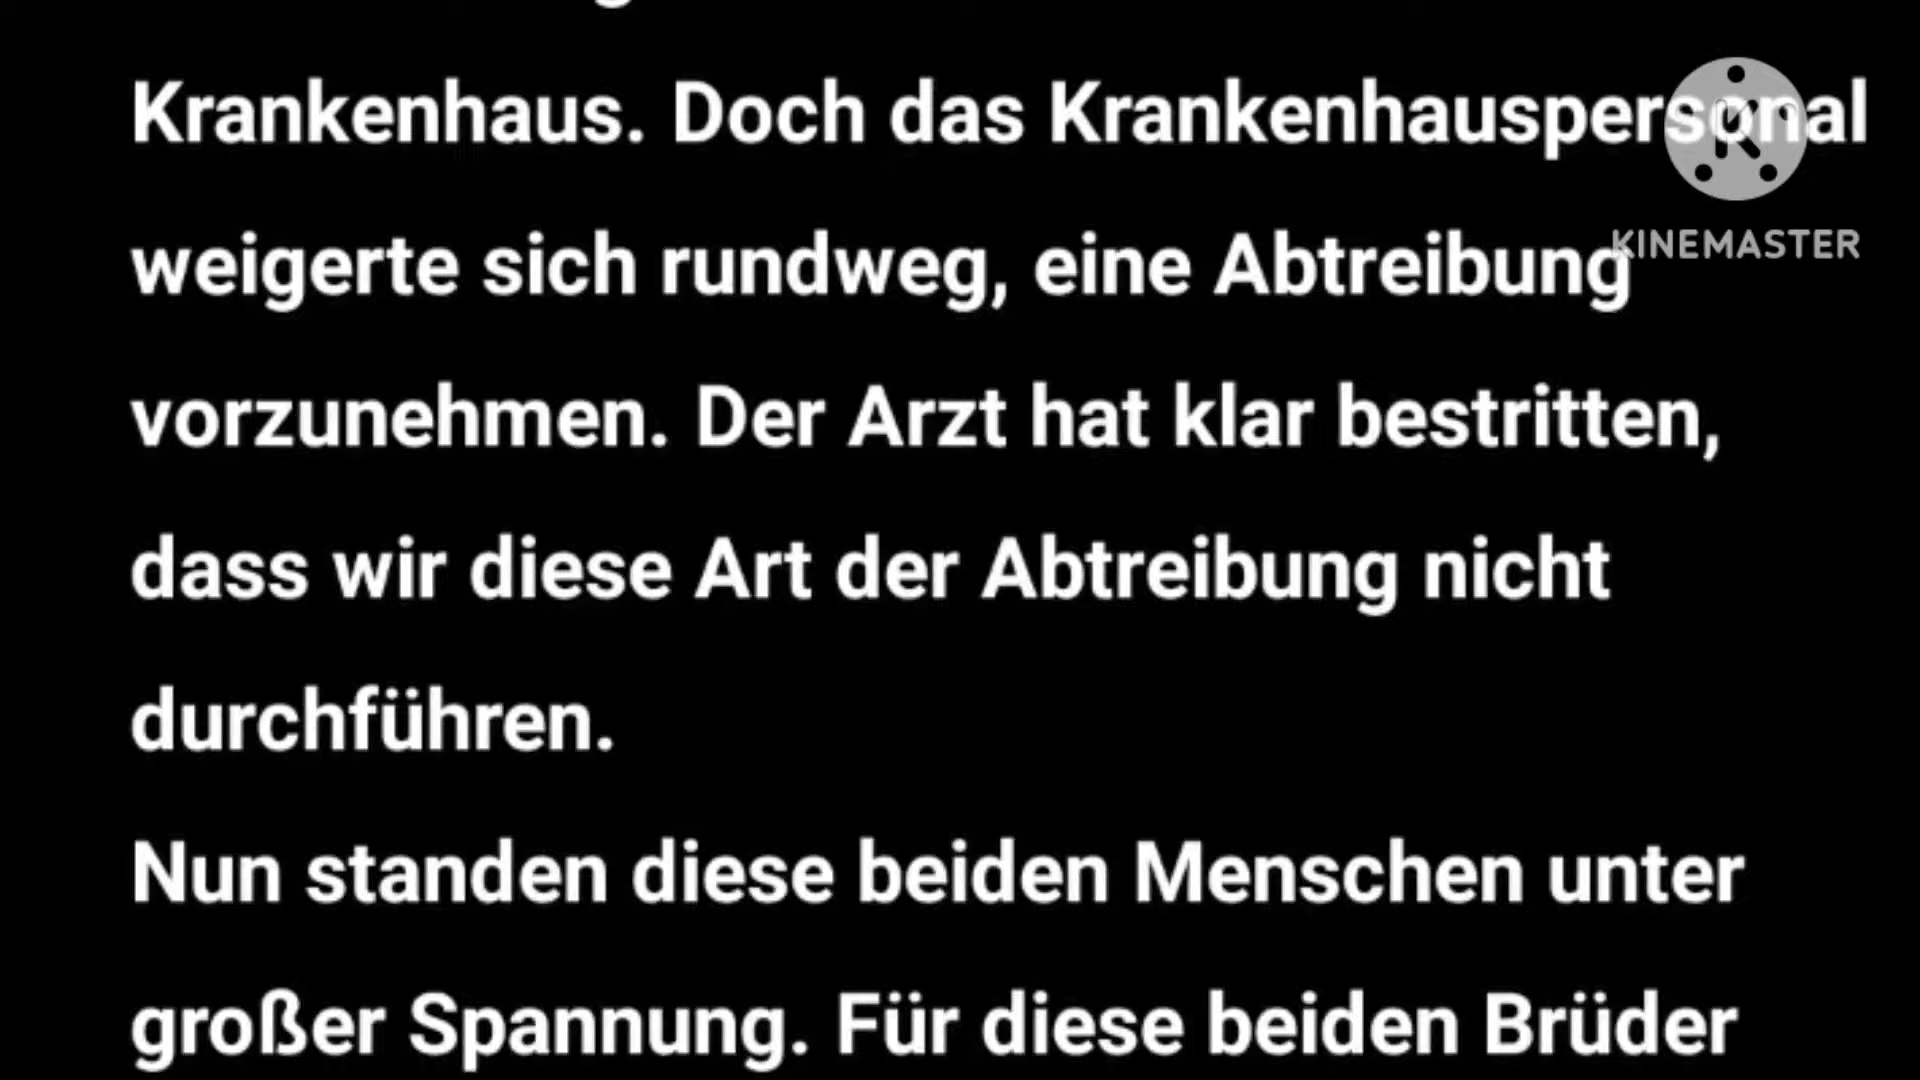 Krankenhaus. Doch das Krankenhauspersonal
KINEMASTER
weigerte sich rundweg, eine Abtreibung
vorzunehmen. Der Arzt hat klar bestritten,
dass wir diese Art der Abtreibung nicht
durchführen.
Nun standen diese beiden Menschen unter
großer Spannung. Für diese beiden Brüder